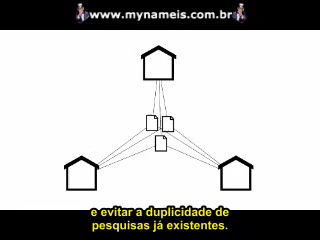 www.mynameis.com.br
e evitar a duplicidade de
pesquisas já existentes.